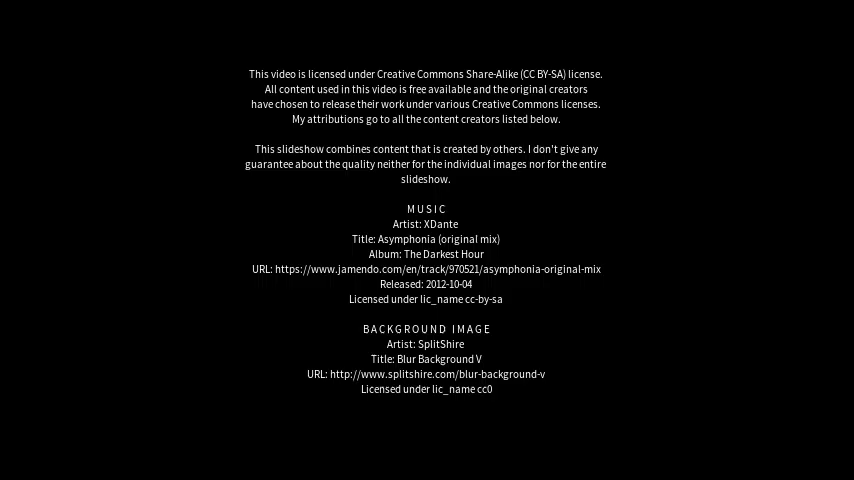 This video is licensed under Creative Commons Share-Alike (CC BY-SA) license.
All content used in this video is free available and the original creators
have chosen to release their work under various Creative Commons licenses.
My attributions go to all the content creators listed below.
This slideshow combines content that is created by others. I don't give any
guarantee about the quality neither for the individual images nor for the entire
slideshow.
MUSIC
Artist: XDante
Title: Asymphonia (original mix)
Album: The Darkest Hour
URL: https://www.jamendo.com/en/track/970521/asymphonia-original-mix
Released: 2012-10-04
Licensed under lic_name cc-by-sa
BACKGROUND IMAGE
Artist: SplitShire
Title: Blur Background V
URL: http://www.splitshire.com/blur-background-v
Licensed under lic_name cc0